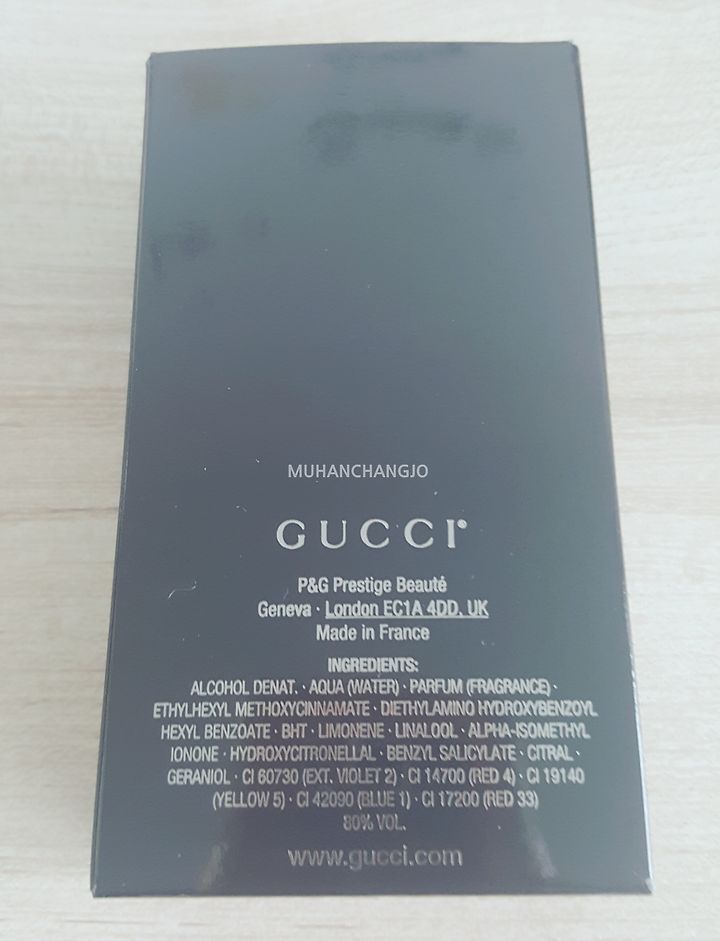 MUHANCHANGJO
GUCCI
P&G Prestige Beauté
Geneva · London EC1A 4DD, UK
Made in France
INGREDIENTS:
ALCOHOL DENAT. · AQUA (WATER) · PARFUM (FRAGRANCE) ·
ETHYLHEXYL METHOXYCINNAMATE · DIETHYLAMINO HYDROXYBENZOYL
HEXYL BENZOATE · BHT · LIMONENE · LINALOOL · ALPHA-ISOMETHYL
IONONE · HYDROXYCITRONELLAL · BENZYL SALICYLATE · CITRAL ·
GERANIOL · CI 60730 (EXT. VIOLET 2) · CI 14700 (RED 4) · CI 19140
(YELLOW 5) · CI 42090 (BLUE 1) · CI 17200 (RED 33)
80% VOL.
www.gucci.com